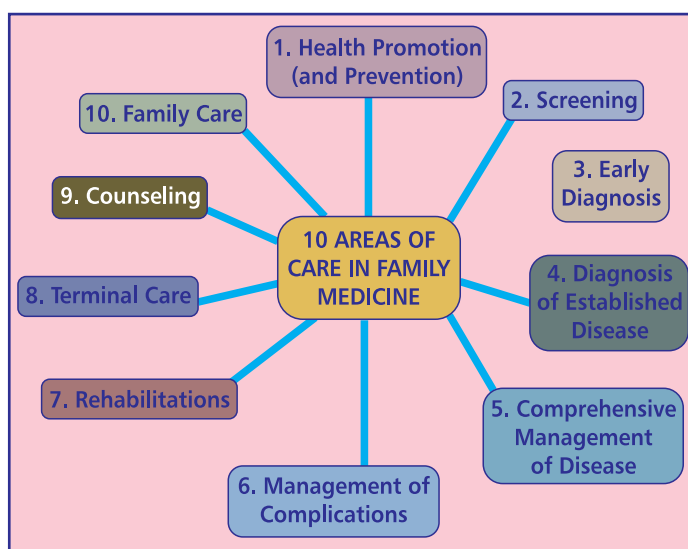 1. Health Promotion
(and Prevention)
2. Screening
3. Early
Diagnosis
4. Diagnosis
of Established
Disease
5. Comprehensive
Management
of Disease
6. Management of
Complications
7. Rehabilitations
8. Terminal Care
9. Counseling
10. Family Care
10 AREAS OF
CARE IN FAMILY
MEDICINE